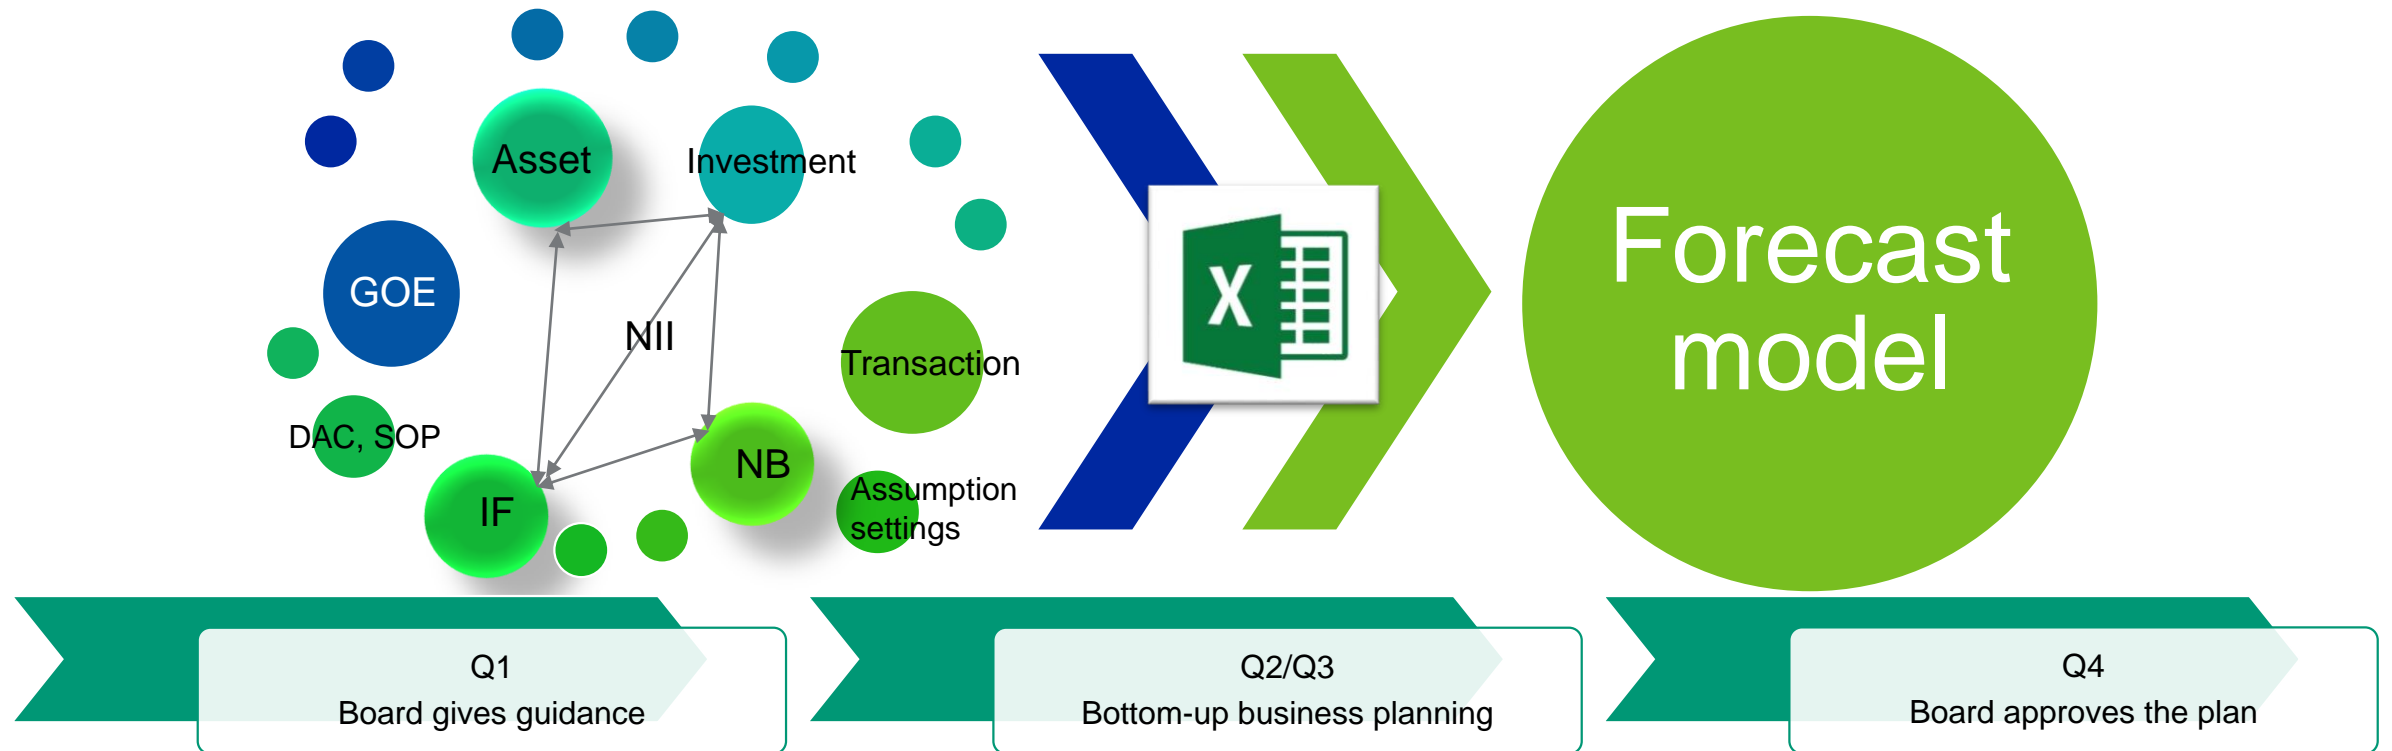 Asset
Investment
GOE
NII
Transaction
DAC, SOP
NB
IF
Assumption
settings
X
Forecast
model
Q1
Board gives guidance
Q2/Q3
Bottom-up business planning
Q4
Board approves the plan